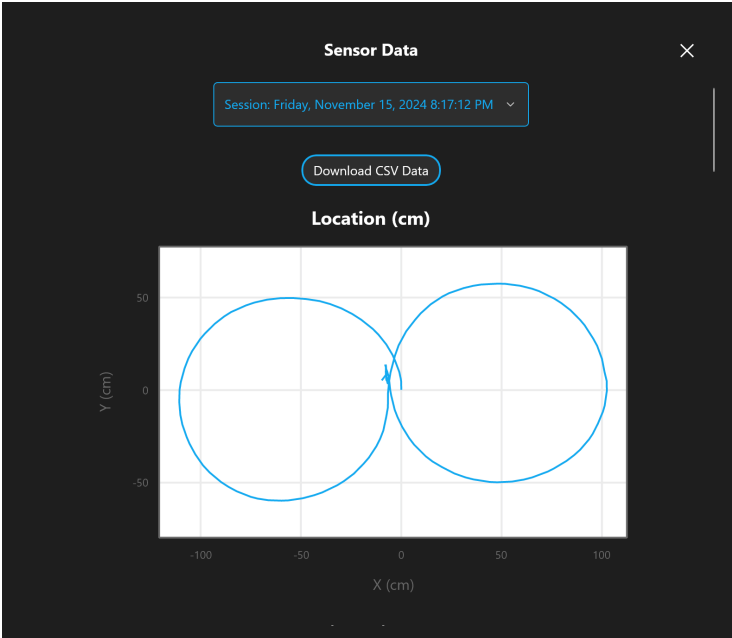 Sensor Data
Session: Friday, November 15, 2024 8:17:12 PM
Download CSV Data
Location (cm)
50
0
-50
Y (cm)
-100
-50
0
50
100
X (cm)